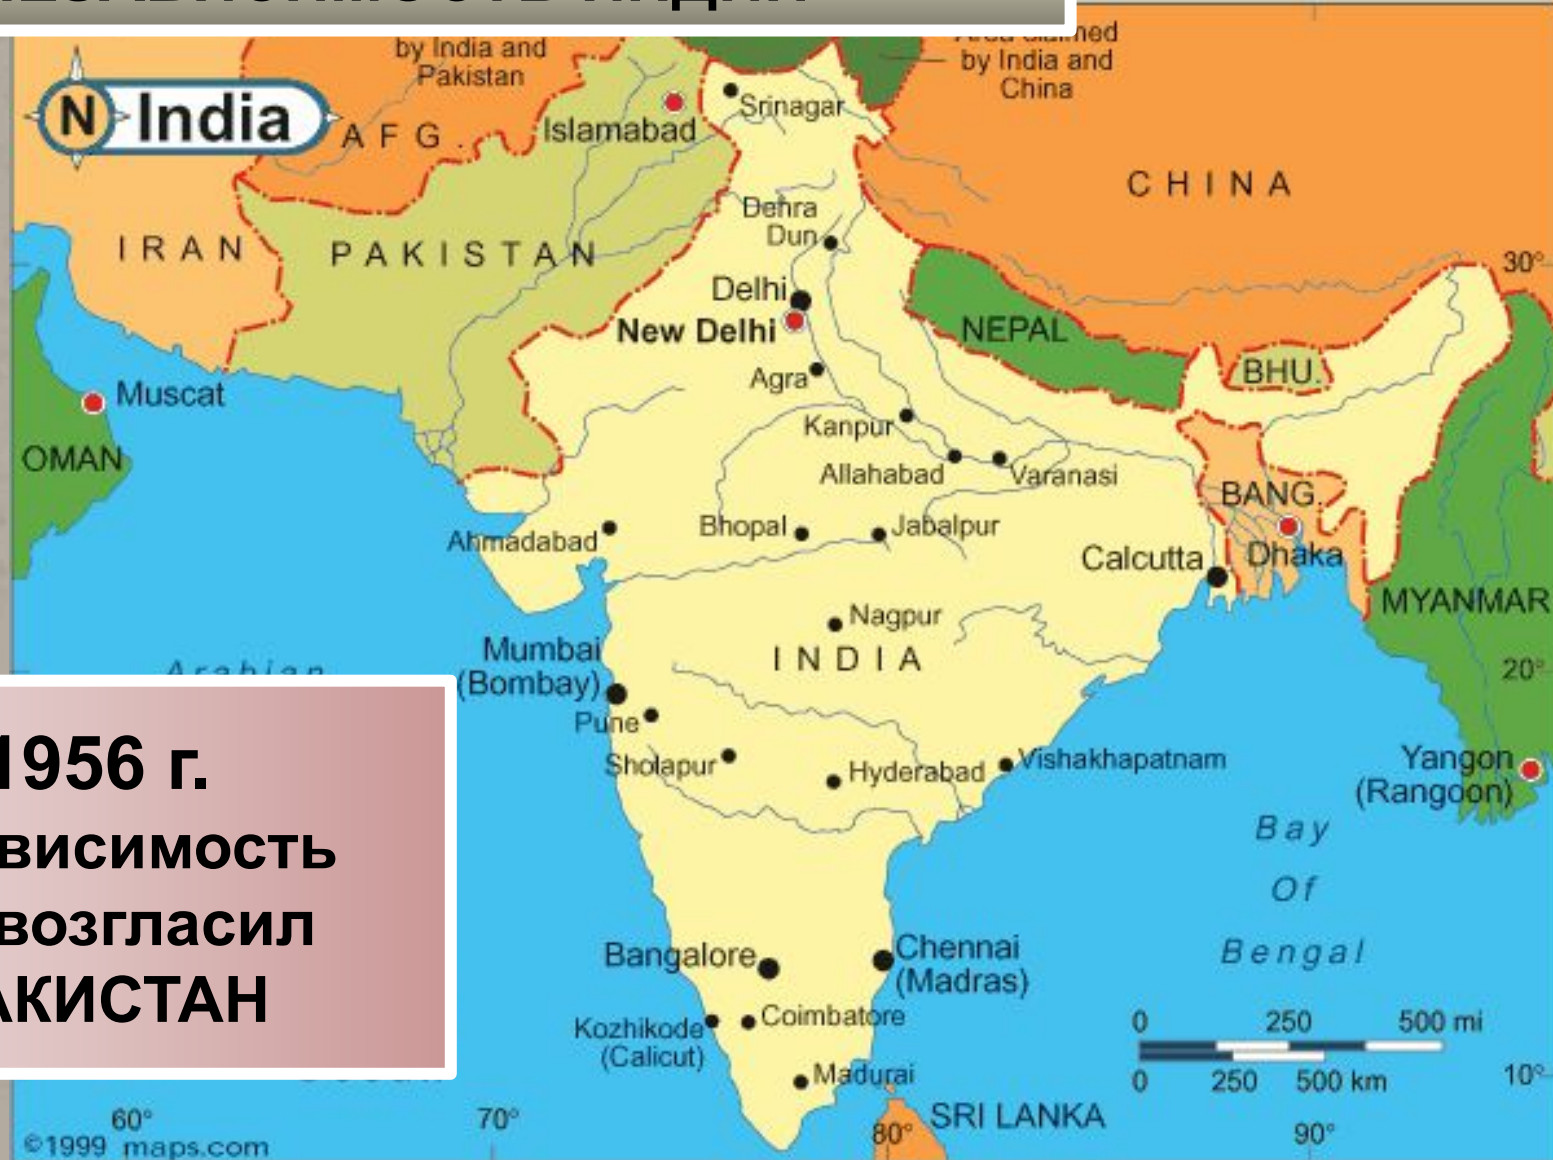 by India and
Pakistan
Area claimed
by India and
China
N India
AFG.
Islamabad
Srinagar
CHINA
IRAN
PAKISTAN
Dehra
Dun
Delhi
New Delhi
30°
NEPAL
BHU.
Agra
Muscat
OMAN
Kanpur
Allahabad
Varanasi
BANG.
Dhaka
Ahmadabad
Bhopal
Jabalpur
Calcutta
MYANMAR
Nagpur
INDIA
Mumbai
(Bombay)
Pune
Arabian
20°
Sholapur
Hyderabad
Vishakhapatnam
Yangon
(Rangoon)
1956 г.
висимость
возгласил
АКИСТАН
Bay
Of
Bengal
Bangalore
Chennai
(Madras)
Kozhikode
(Calicut)
Coimbatore
Madurai
0 250 500 mi
0 250 500 km
10°
SRI LANKA
60° 70° 80° 90°
©1999 maps.com